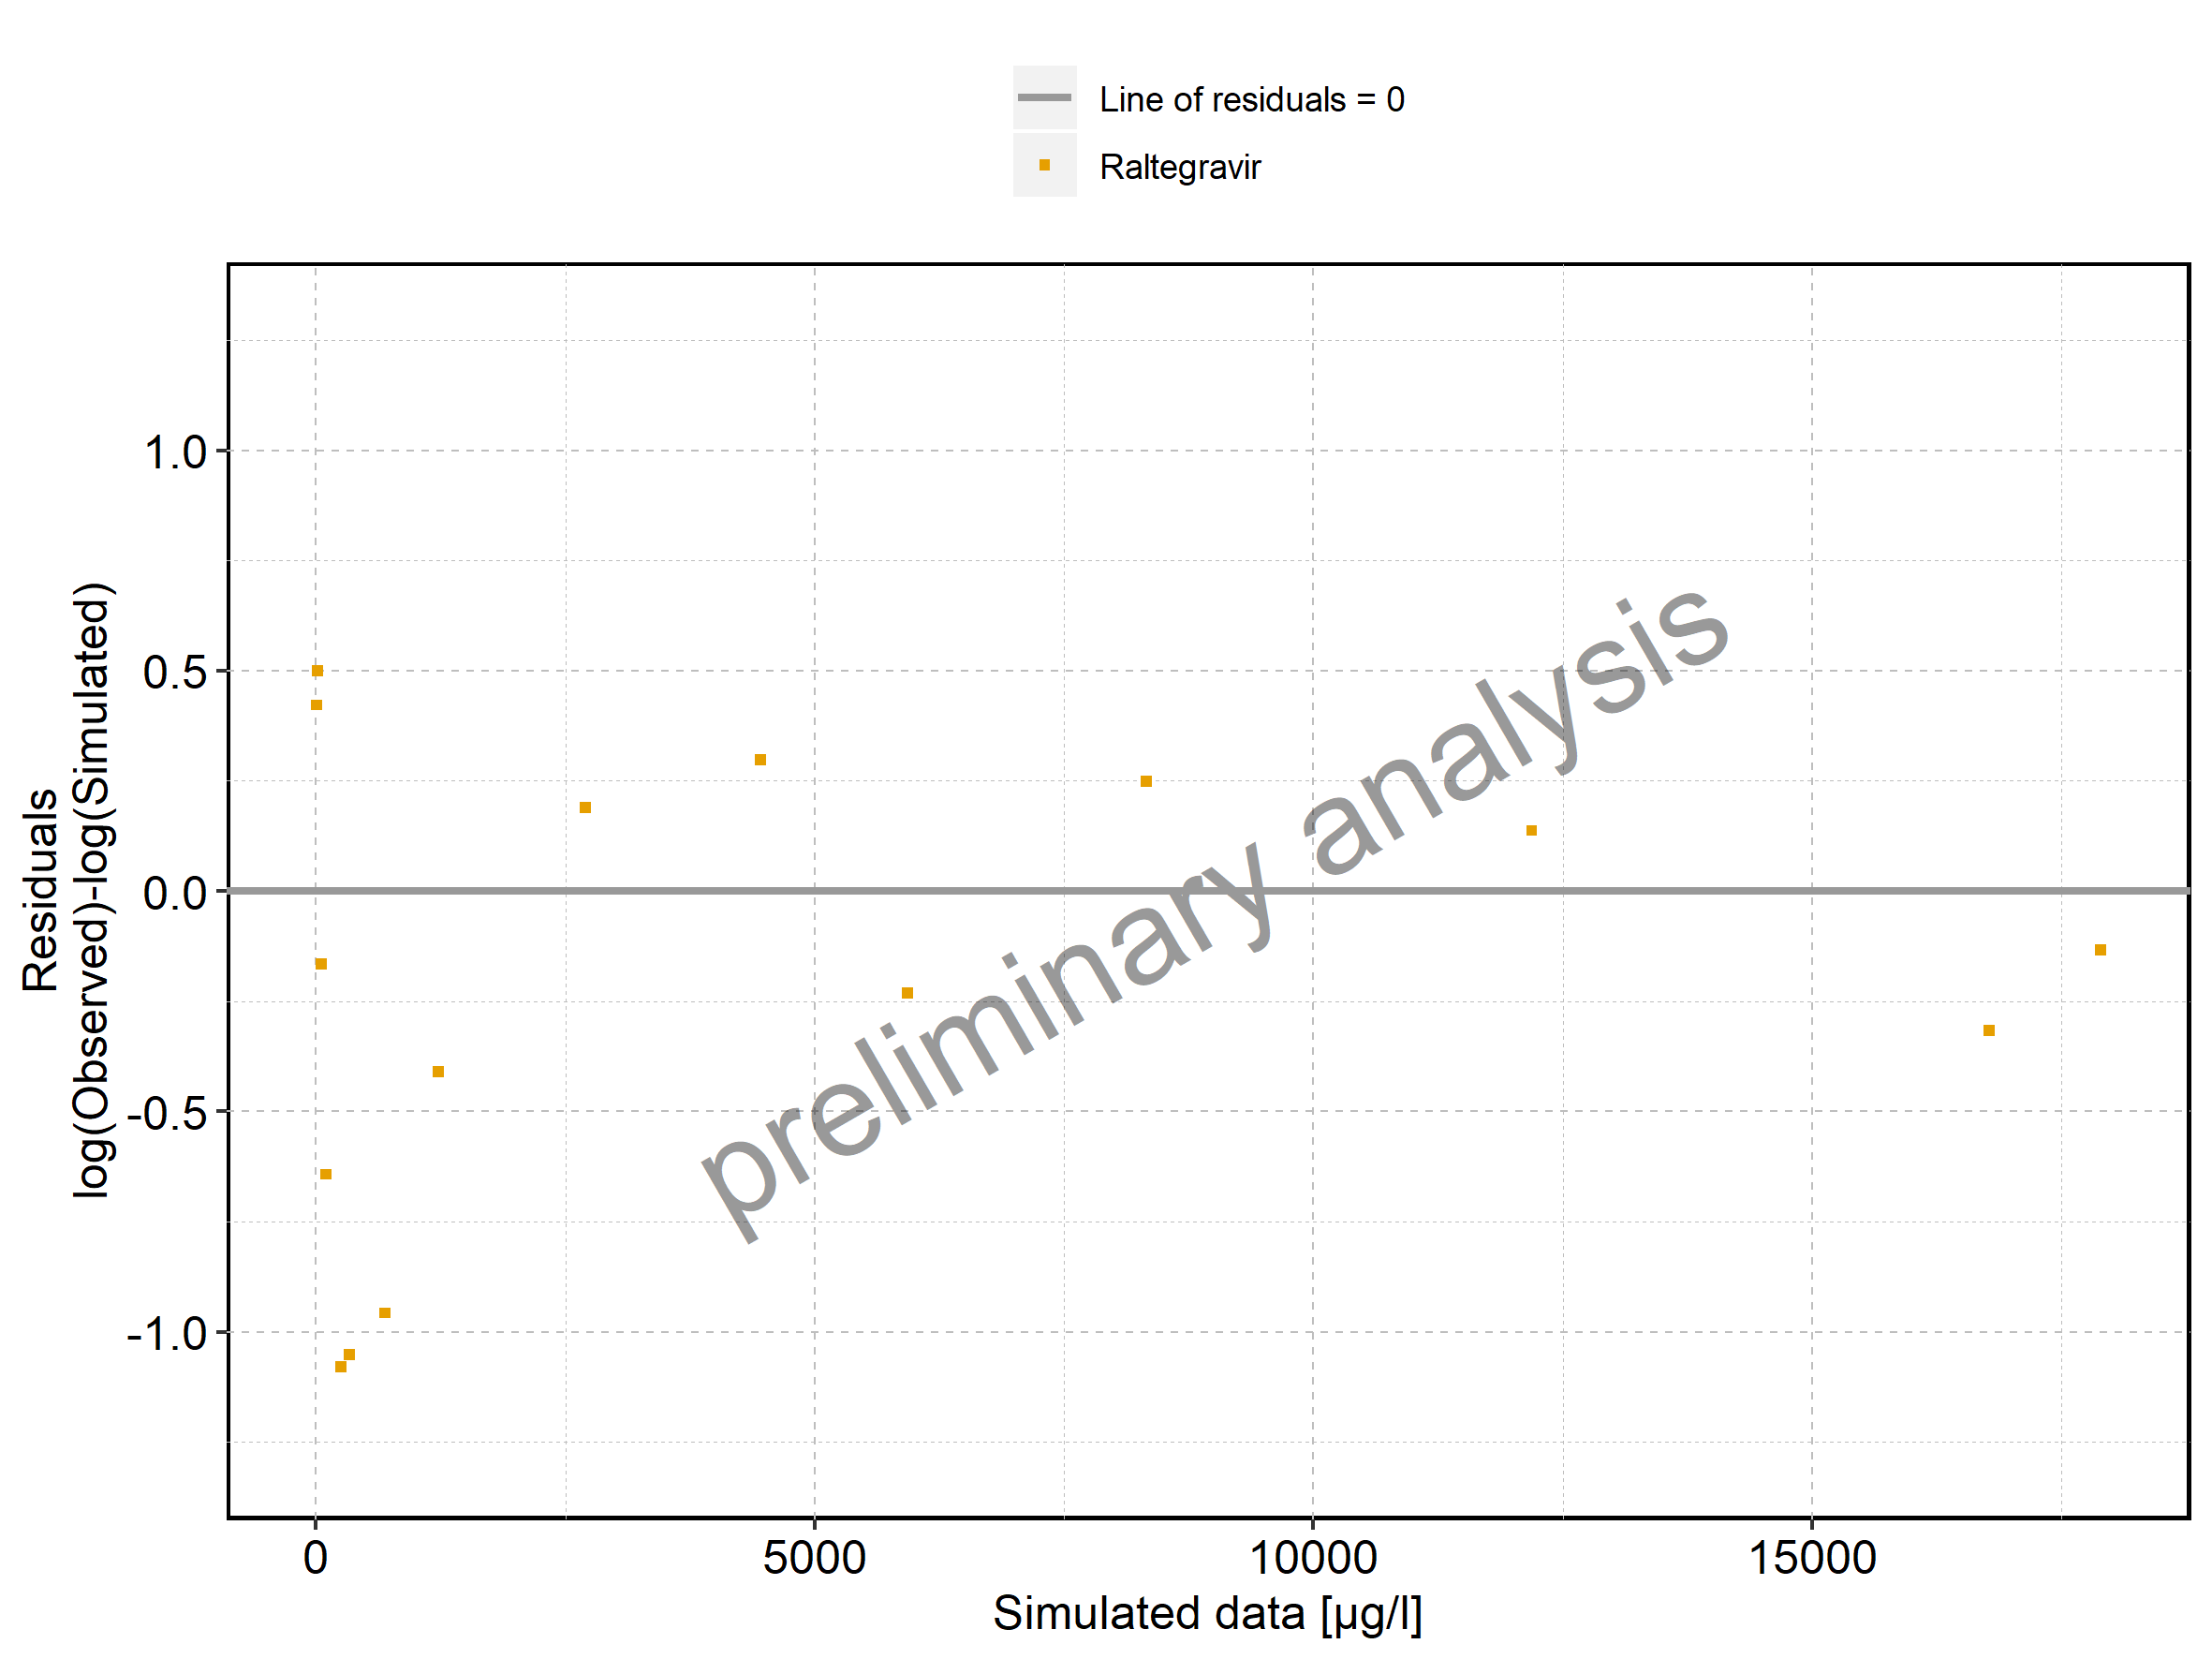 Line of residuals = 0
Raltegravir
Residuals
log(Observed)-log(Simulated)
1.0
0.5
0.0
-0.5
-1.0
preliminary analysis
0
5000
10000
15000
Simulated data [µg/l]